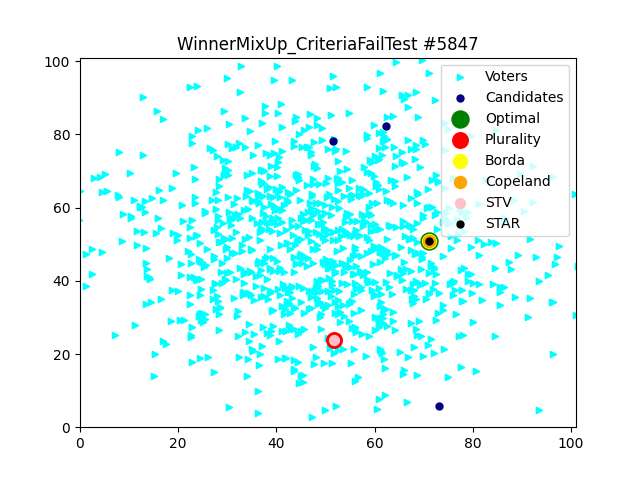 WinnerMixUp_CriteriaFailTest #5847
100
80
60
40
20
0
0 20 40 60 80 100
Voters
Candidates
Optimal
Plurality
Borda
Copeland
STV
STAR